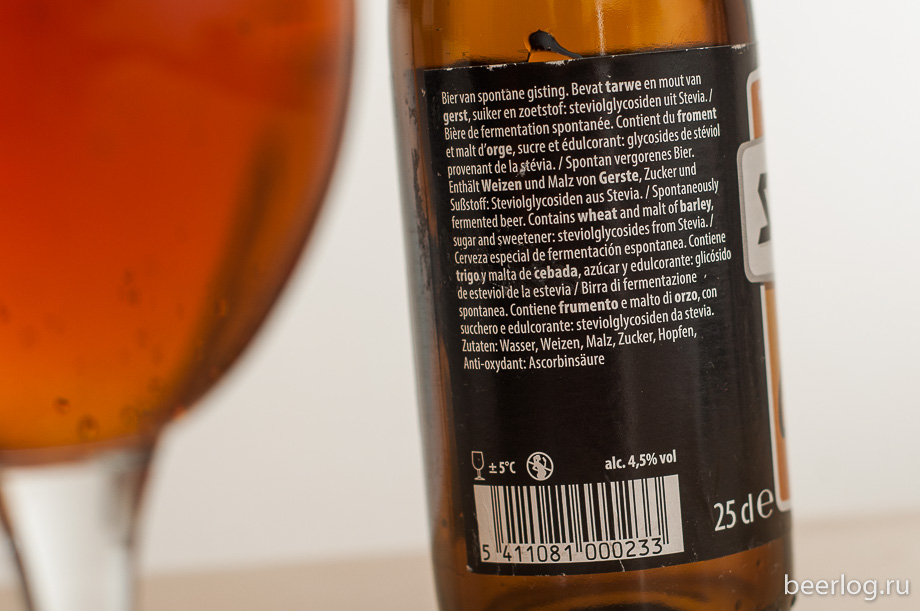 Bier van spontane gisting. Bevat tarwe en mout van
gerst, suiker en zoetstof: steviolglycosiden uit Stevia. /
Bière de fermentation spontanée. Contient du froment
et malt d'orge, sucre et édulcorant: glycosides de stéviol
provenant de la stévia. / Spontan vergorenes Bier.
Enthält Weizen und Malz von Gerste, Zucker und
Sußstoff: Steviolglycosiden aus Stevia. / Spontaneously
fermented beer. Contains wheat and malt of barley,
sugar and sweetener: steviolglycosides from Stevia. /
Cerveza especial de fermentación espontanea. Contiene
trigo y malta de cebada, azúcar y edulcorante: glicósido
de esteviol de la estevia / Birra di fermentazione
spontanea. Contiene frumento e malto di orzo, con
succhero e edulcorante: steviolglycosiden da stevia.
Zutaten: Wasser, Weizen, Malz, Zucker, Hopfen,
Anti-oxydant: Ascorbinsäure
± 5°C
alc. 4,5% vol
25 cl e
5 411081 000233
beerlog.ru